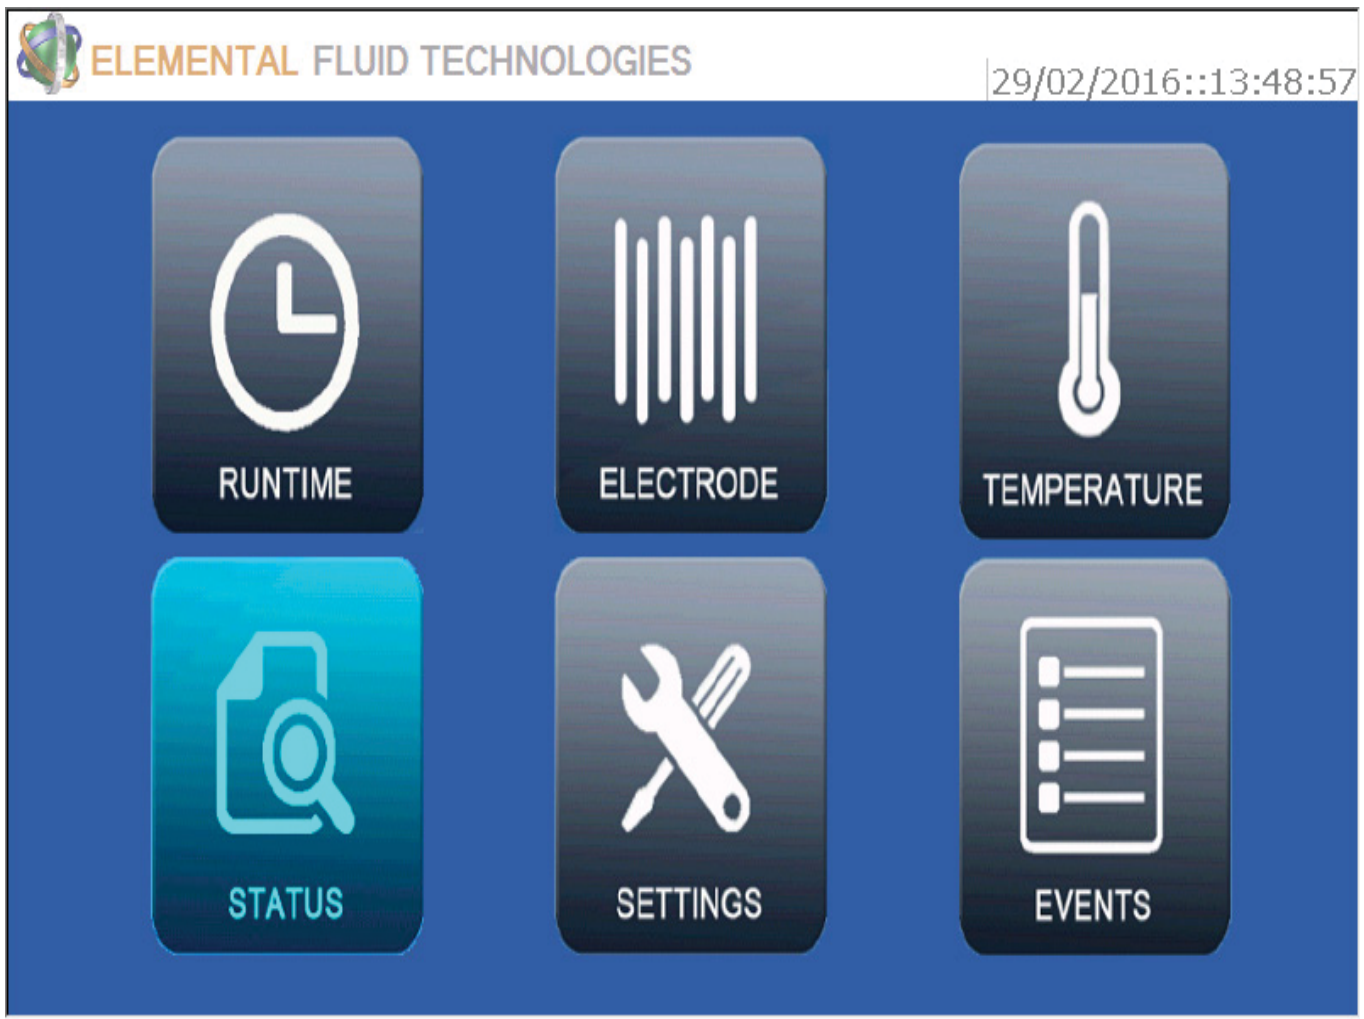 ELEMENTAL FLUID TECHNOLOGIES
29/02/2016::13:48:57
RUNTIME
ELECTRODE
TEMPERATURE
STATUS
SETTINGS
EVENTS